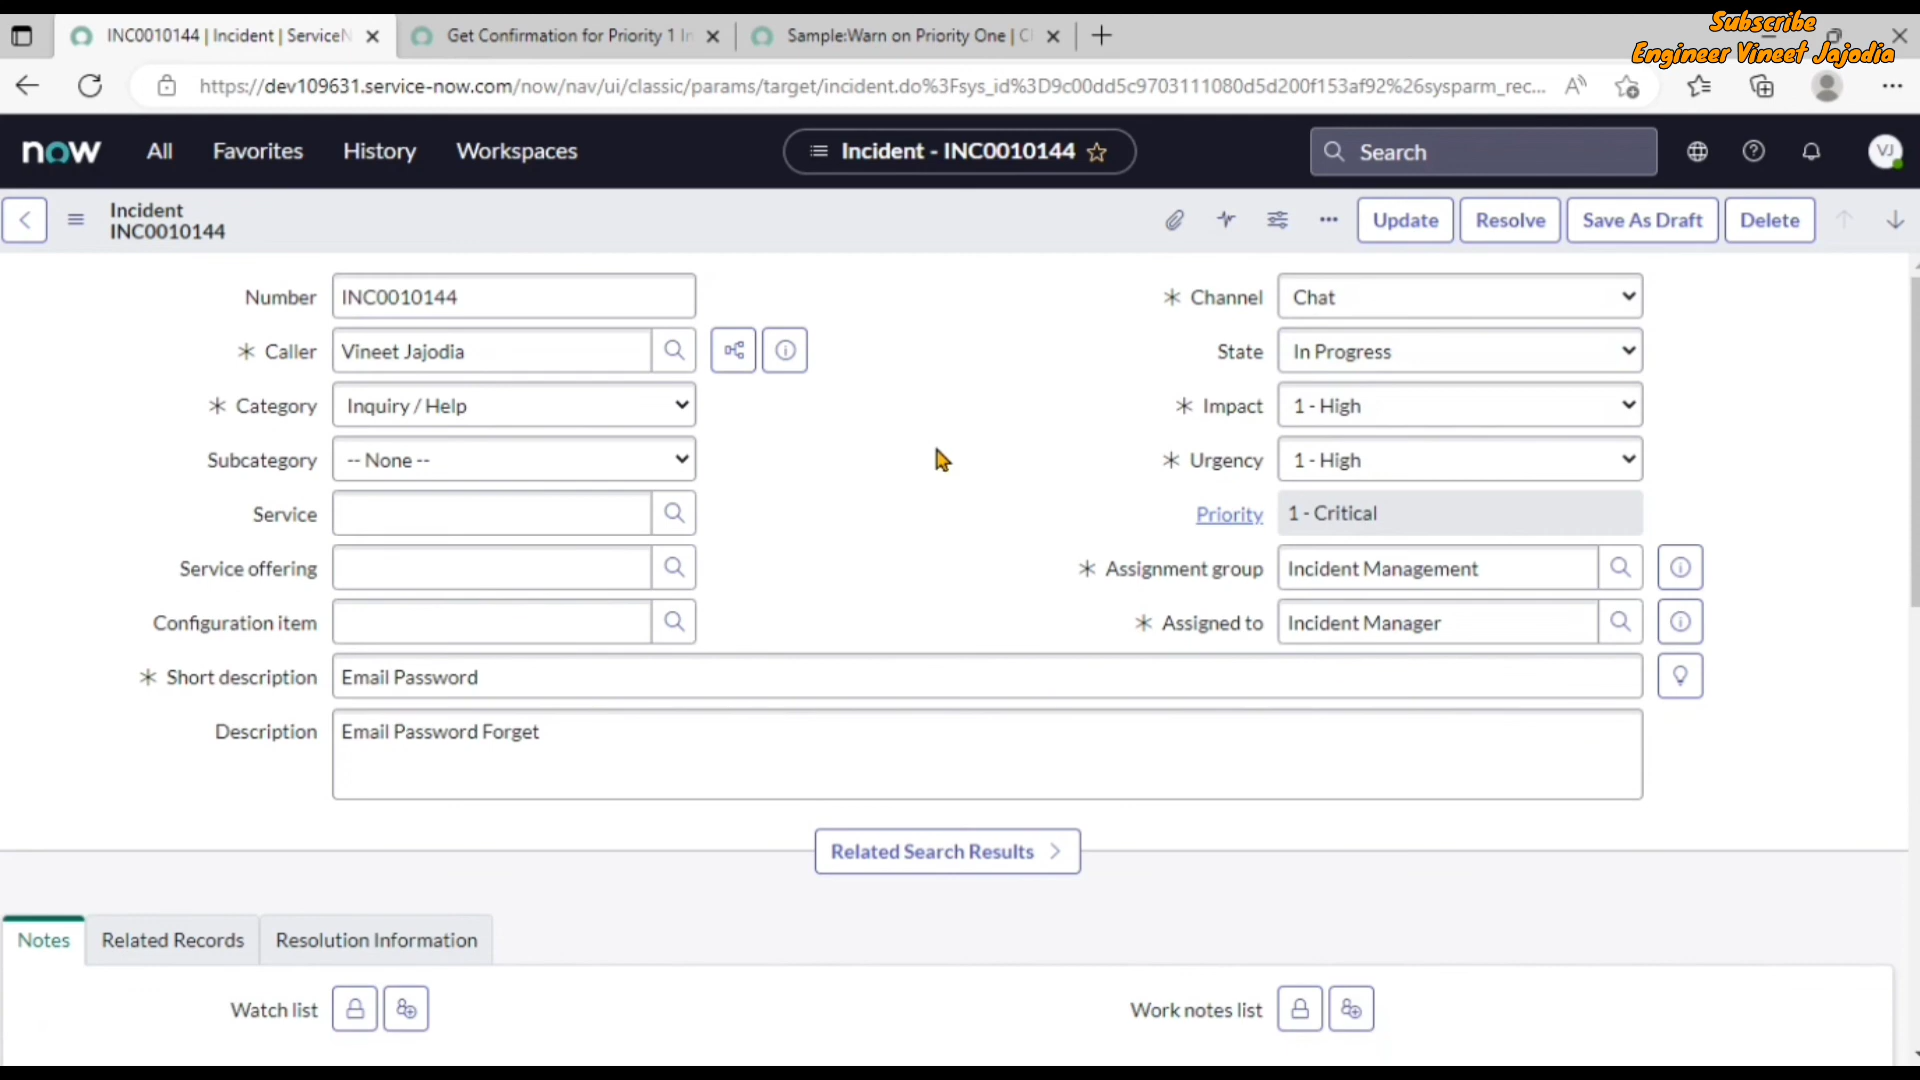 Subscribe
Engineer Vineet Jajodia
INC0010144 | Incident | ServiceN
Get Confirmation for Priority 1 In
Sample:Warn on Priority One | C
https://dev109631.service-now.com/now/nav/ui/classic/params/target/incident.do%3Fsys_id%3D9c00dd5c9703111080d5d200f153af92%26sysparm_rec...
now
All
Favorites
History
Workspaces
Incident - INC0010144
Search
VJ
Incident
INC0010144
Update
Resolve
Save As Draft
Delete
Number INC0010144
Channel Chat
Caller Vineet Jajodia
State In Progress
Category Inquiry / Help
Impact 1 - High
Subcategory -- None --
Urgency 1 - High
Service
Priority 1 - Critical
Service offering
Assignment group Incident Management
Configuration item
Assigned to Incident Manager
Short description Email Password
Description Email Password Forget
Related Search Results
Notes
Related Records
Resolution Information
Watch list
Work notes list